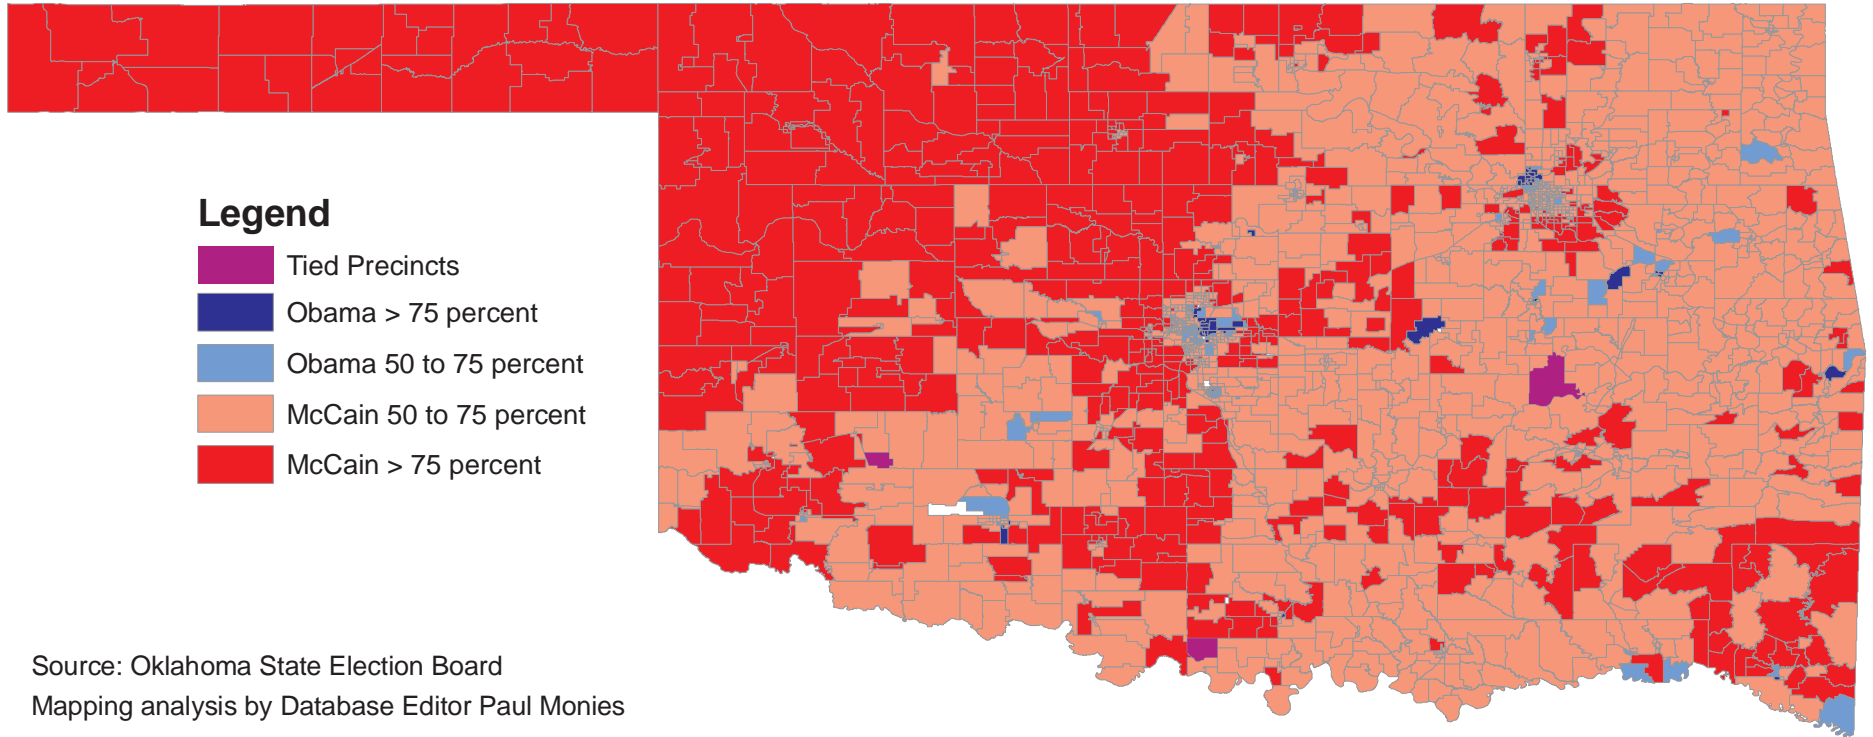 Legend
Tied Precincts
Obama > 75 percent
Obama 50 to 75 percent
McCain 50 to 75 percent
McCain > 75 percent
Source: Oklahoma State Election Board
Mapping analysis by Database Editor Paul Monies